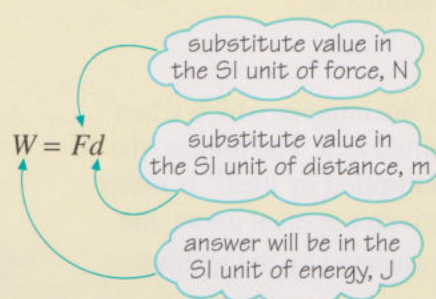 substitute value in
the SI unit of force, N
W = Fd
substitute value in
the SI unit of distance, m
answer will be in the
SI unit of energy, J